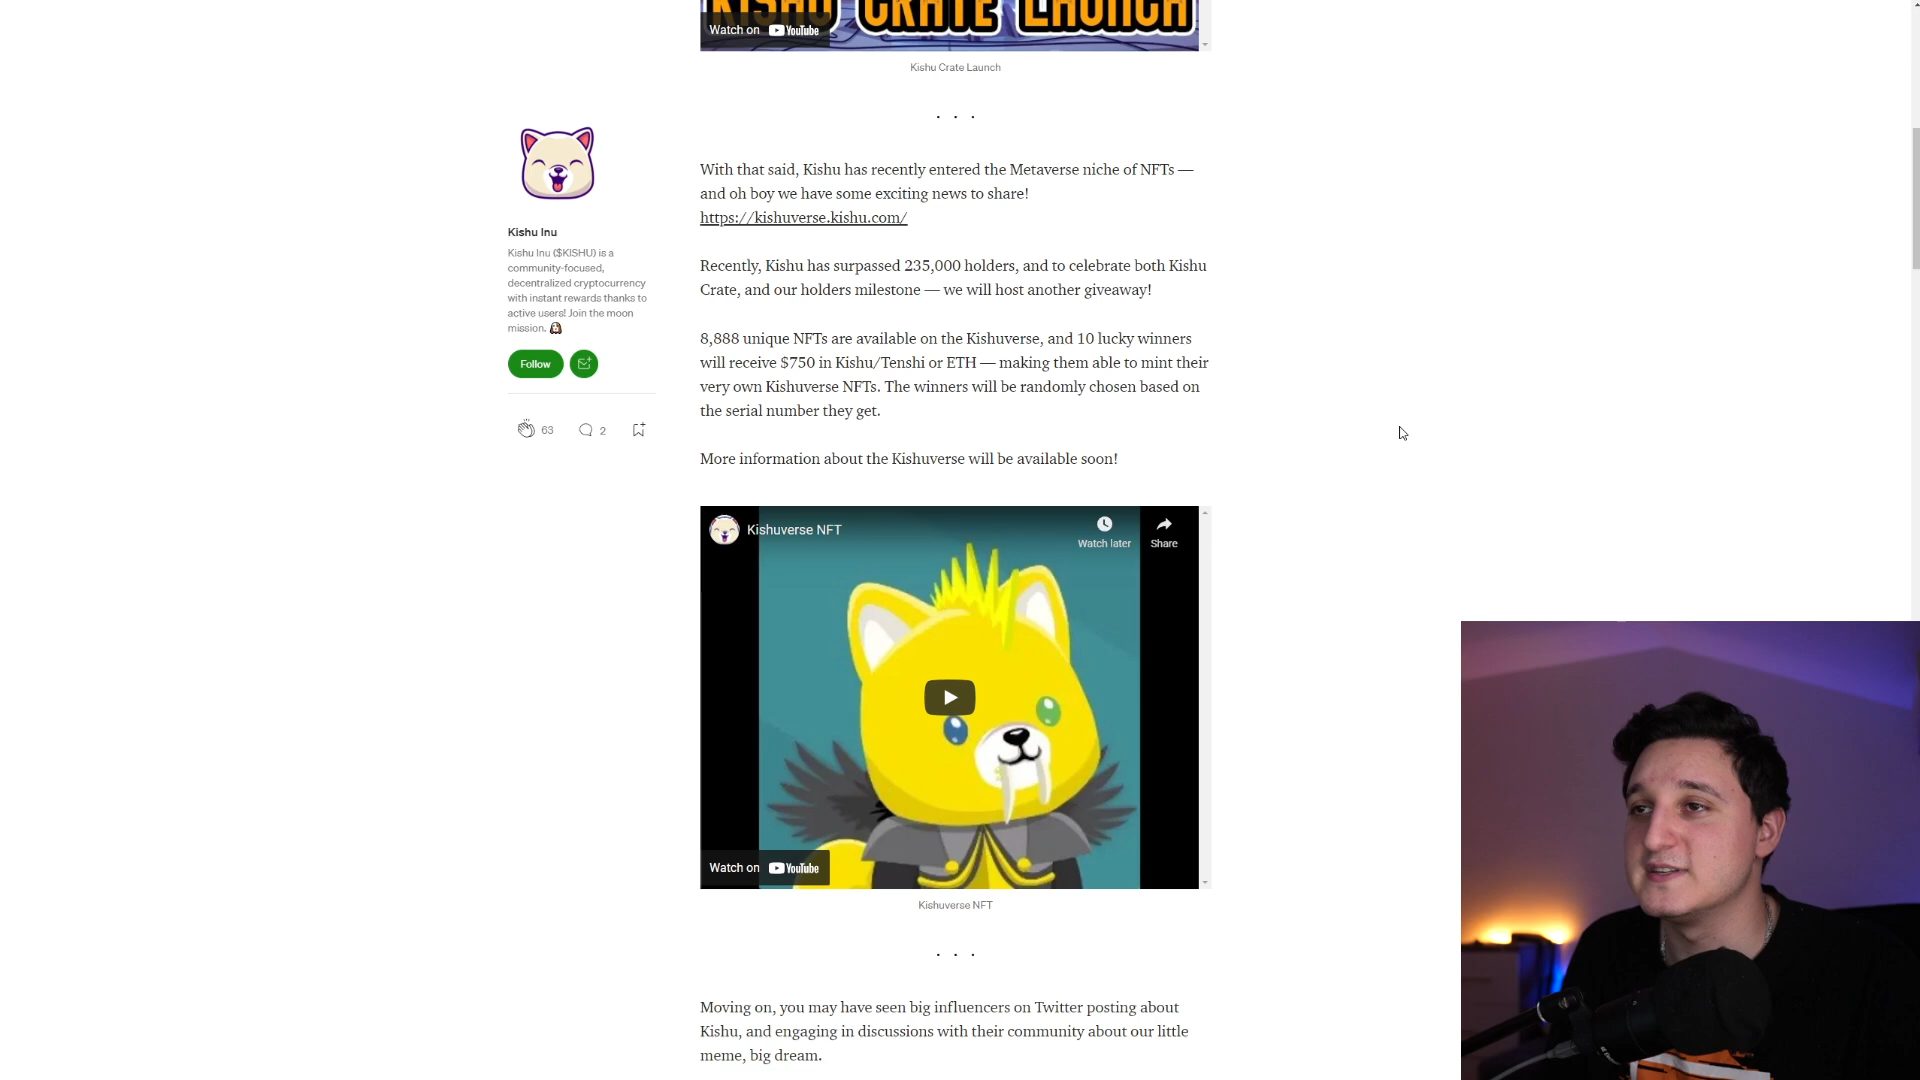 KISHU CRATE LAUNCH
Watch on YouTube
Kishu Crate Launch
With that said, Kishu has recently entered the Metaverse niche of NFTs —
and oh boy we have some exciting news to share!
https://kishuverse.kishu.com/
Kishu Inu
Kishu Inu ($KISHU) is a
community-focused,
decentralized cryptocurrency
with instant rewards thanks to
active users! Join the moon
mission.
Follow
63
2
Recently, Kishu has surpassed 235,000 holders, and to celebrate both Kishu
Crate, and our holders milestone — we will host another giveaway!
8,888 unique NFTs are available on the Kishuverse, and 10 lucky winners
will receive $750 in Kishu/Tenshi or ETH — making them able to mint their
very own Kishuverse NFTs. The winners will be randomly chosen based on
the serial number they get.
More information about the Kishuverse will be available soon!
Kishuverse NFT
Watch later
Share
Watch on YouTube
Kishuverse NFT
Moving on, you may have seen big influencers on Twitter posting about
Kishu, and engaging in discussions with their community about our little
meme, big dream.